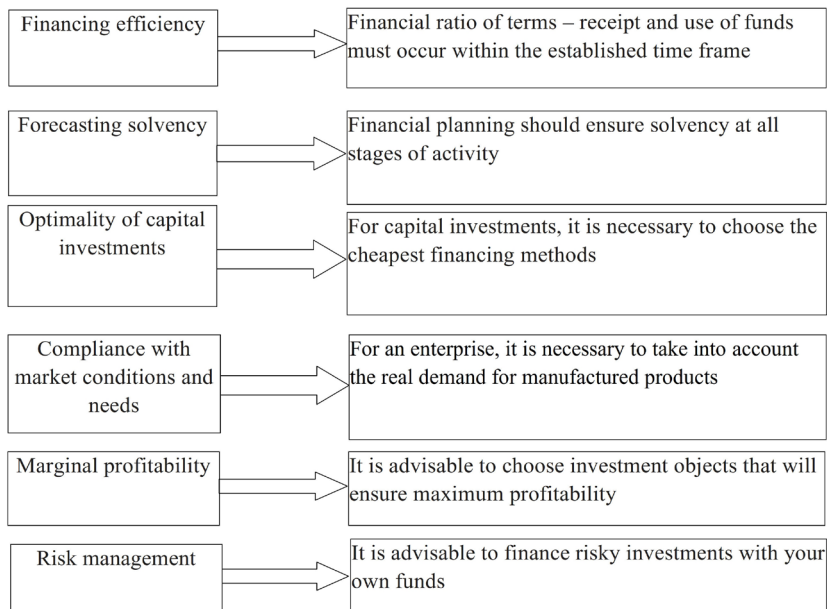 Financing efficiency
Financial ratio of terms – receipt and use of funds
must occur within the established time frame
Forecasting solvency
Financial planning should ensure solvency at all
stages of activity
Optimality of capital
investments
For capital investments, it is necessary to choose the
cheapest financing methods
Compliance with
market conditions and
needs
For an enterprise, it is necessary to take into account
the real demand for manufactured products
Marginal profitability
It is advisable to choose investment objects that will
ensure maximum profitability
Risk management
It is advisable to finance risky investments with your
own funds